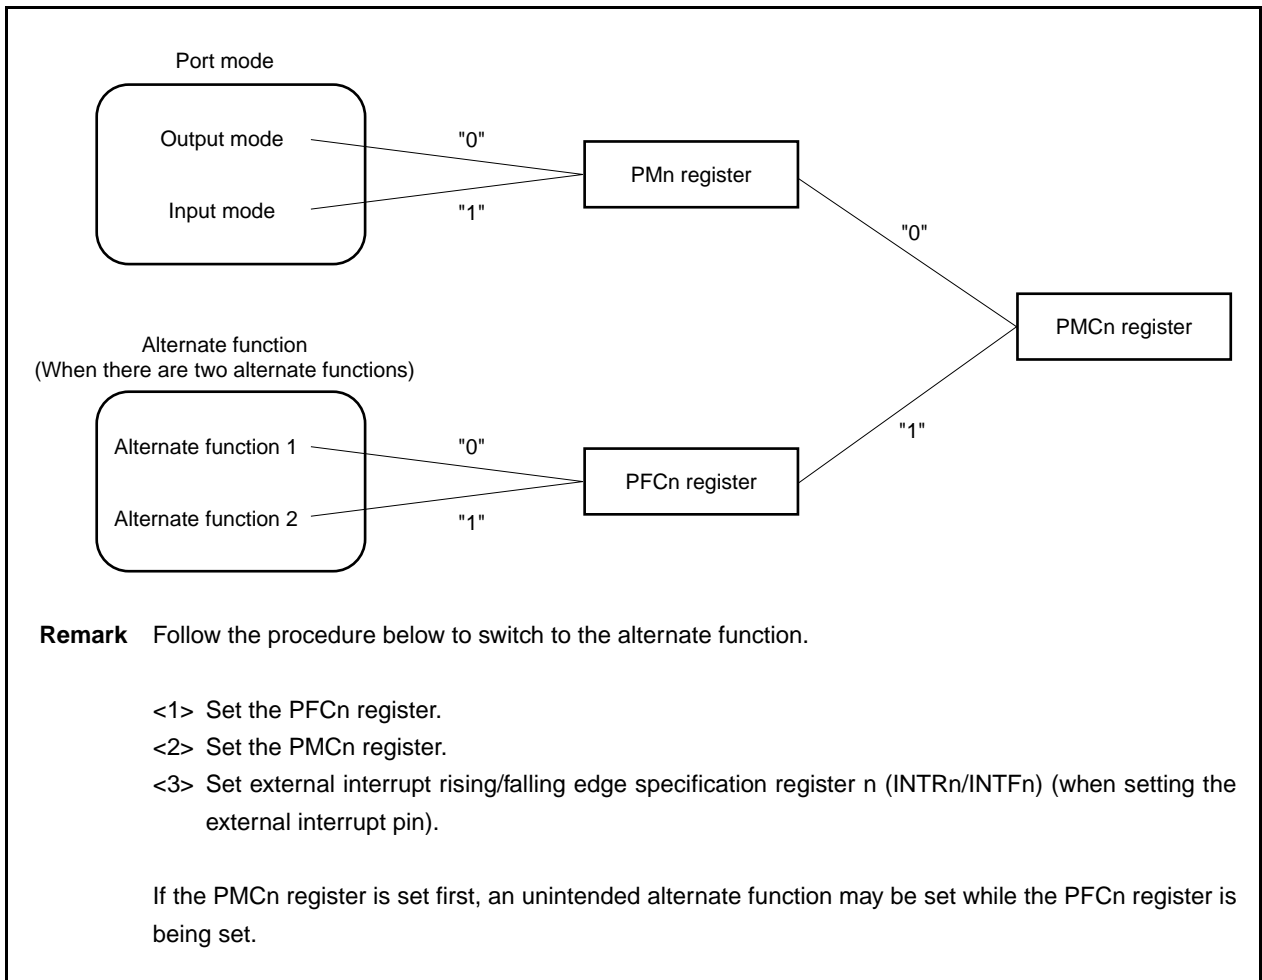 Port mode
Output mode
"0"
PMn register
Input mode
"1"
"0"
PMCn register
Alternate function
(When there are two alternate functions)
"1"
Alternate function 1
"0"
PFCn register
Alternate function 2
"1"
Remark Follow the procedure below to switch to the alternate function.
<1> Set the PFCn register.
<2> Set the PMCn register.
<3> Set external interrupt rising/falling edge specification register n (INTRn/INTFn) (when setting the
external interrupt pin).
If the PMCn register is set first, an unintended alternate function may be set while the PFCn register is
being set.